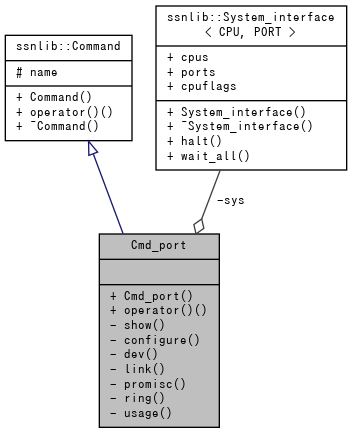 ssnlib::Command
# name
+ Command()
+ operator()()
+ ~Command()
ssnlib::System_interface
< CPU, PORT >
+ cpus
+ ports
+ cpuflags
+ System_interface()
+ ~System_interface()
+ halt()
+ wait_all()
-sys
Cmd_port
+ Cmd_port()
+ operator()()
- show()
- configure()
- dev()
- link()
- promisc()
- ring()
- usage()